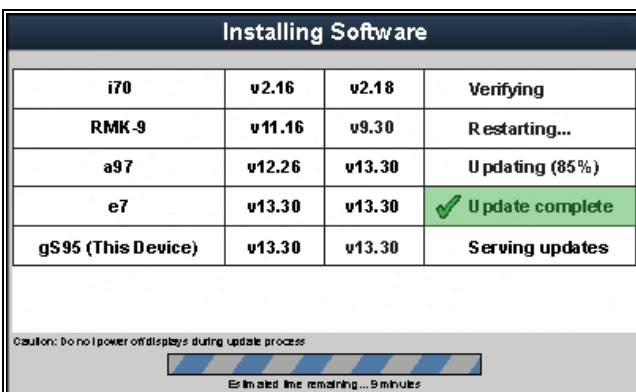 Installing Software
i70 v2.16 v2.18 Verifying
RMK-9 v11.16 v9.30 Restarting...
a97 v12.26 v13.30 Updating (85%)
e7 v13.30 v13.30 Update complete
gS95 (This Device) v13.30 v13.30 Serving updates
Caution: Do not power off displays during update process
Estimated time remaining... 9 minutes